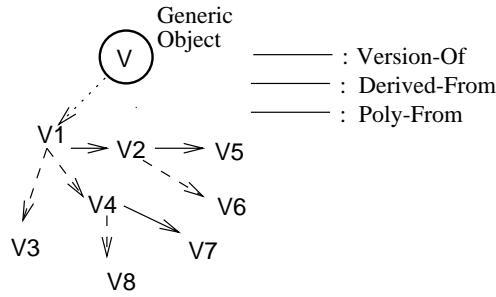 Generic
Object
V
: Version-Of
: Derived-From
: Poly-From
V1
V2
V5
V4
V6
V3
V7
V8